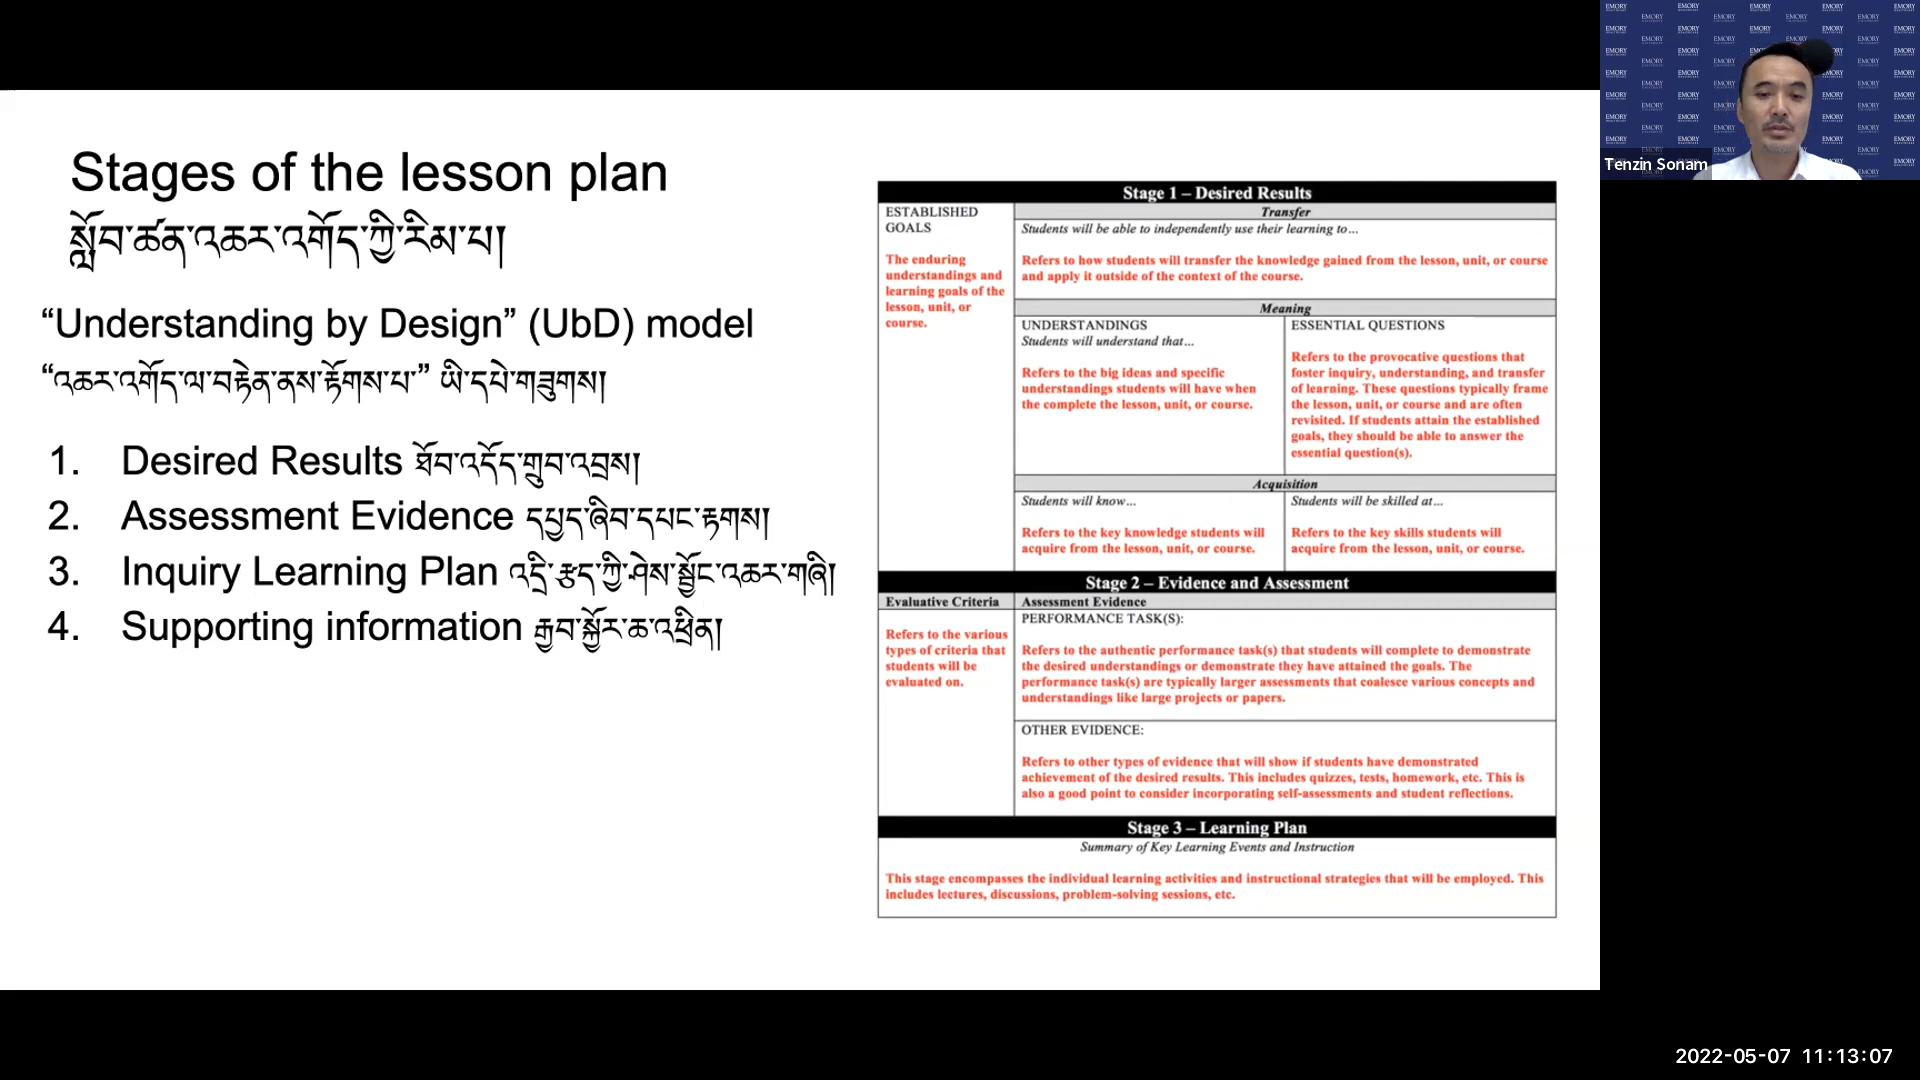 Stages of the lesson plan
སློབ་ཚན་འཆར་འགོད་ཀྱི་རིམ་པ།
“Understanding by Design” (UbD) model
“འཆར་འགོད་ལ་བརྟེན་ནས་རྟོགས་པ་” ཡི་དཔེ་གཟུགས།
1. Desired Results ཐོབ་འདོད་གྲུབ་འབྲས།
2. Assessment Evidence དཔྱད་ཞིབ་དཔང་རྟགས།
3. Inquiry Learning Plan འདྲི་རྩད་ཀྱི་ཤེས་སྦྱོང་འཆར་གཞི།
4. Supporting information རྒྱབ་སྐྱོར་ཆ་འཕྲིན།
Stage 1 – Desired Results
ESTABLISHED
GOALS
The enduring
understandings and
learning goals of the
lesson, unit, or
course.
Transfer
Students will be able to independently use their learning to…
Refers to how students will transfer the knowledge gained from the lesson, unit, or course
and apply it outside of the context of the course.
Meaning
UNDERSTANDINGS
Students will understand that…
Refers to the big ideas and specific
understandings students will have when
the complete the lesson, unit, or course.
ESSENTIAL QUESTIONS
Refers to the provocative questions that
foster inquiry, understanding, and transfer
of learning. These questions typically frame
the lesson, unit, or course and are often
revisited. If students attain the established
goals, they should be able to answer the
essential question(s).
Acquisition
Students will know…
Refers to the key knowledge students will
acquire from the lesson, unit, or course.
Students will be skilled at…
Refers to the key skills students will
acquire from the lesson, unit, or course.
Stage 2 – Evidence and Assessment
Evaluative Criteria
Refers to the various
types of criteria that
students will be
evaluated on.
Assessment Evidence
PERFORMANCE TASK(S):
Refers to the authentic performance task(s) that students will complete to demonstrate
the desired understandings or demonstrate they have attained the goals. The
performance task(s) are typically larger assessments that coalesce various concepts and
understandings like large projects or papers.
OTHER EVIDENCE:
Refers to other types of evidence that will show if students have demonstrated
achievement of the desired results. This includes quizzes, tests, homework, etc. This is
also a good point to consider incorporating self-assessments and student reflections.
Stage 3 – Learning Plan
Summary of Key Learning Events and Instruction
This stage encompasses the individual learning activities and instructional strategies that will be employed. This
includes lectures, discussions, problem-solving sessions, etc.
EMORY
Tenzin Sonam
2022-05-07 11:13:07